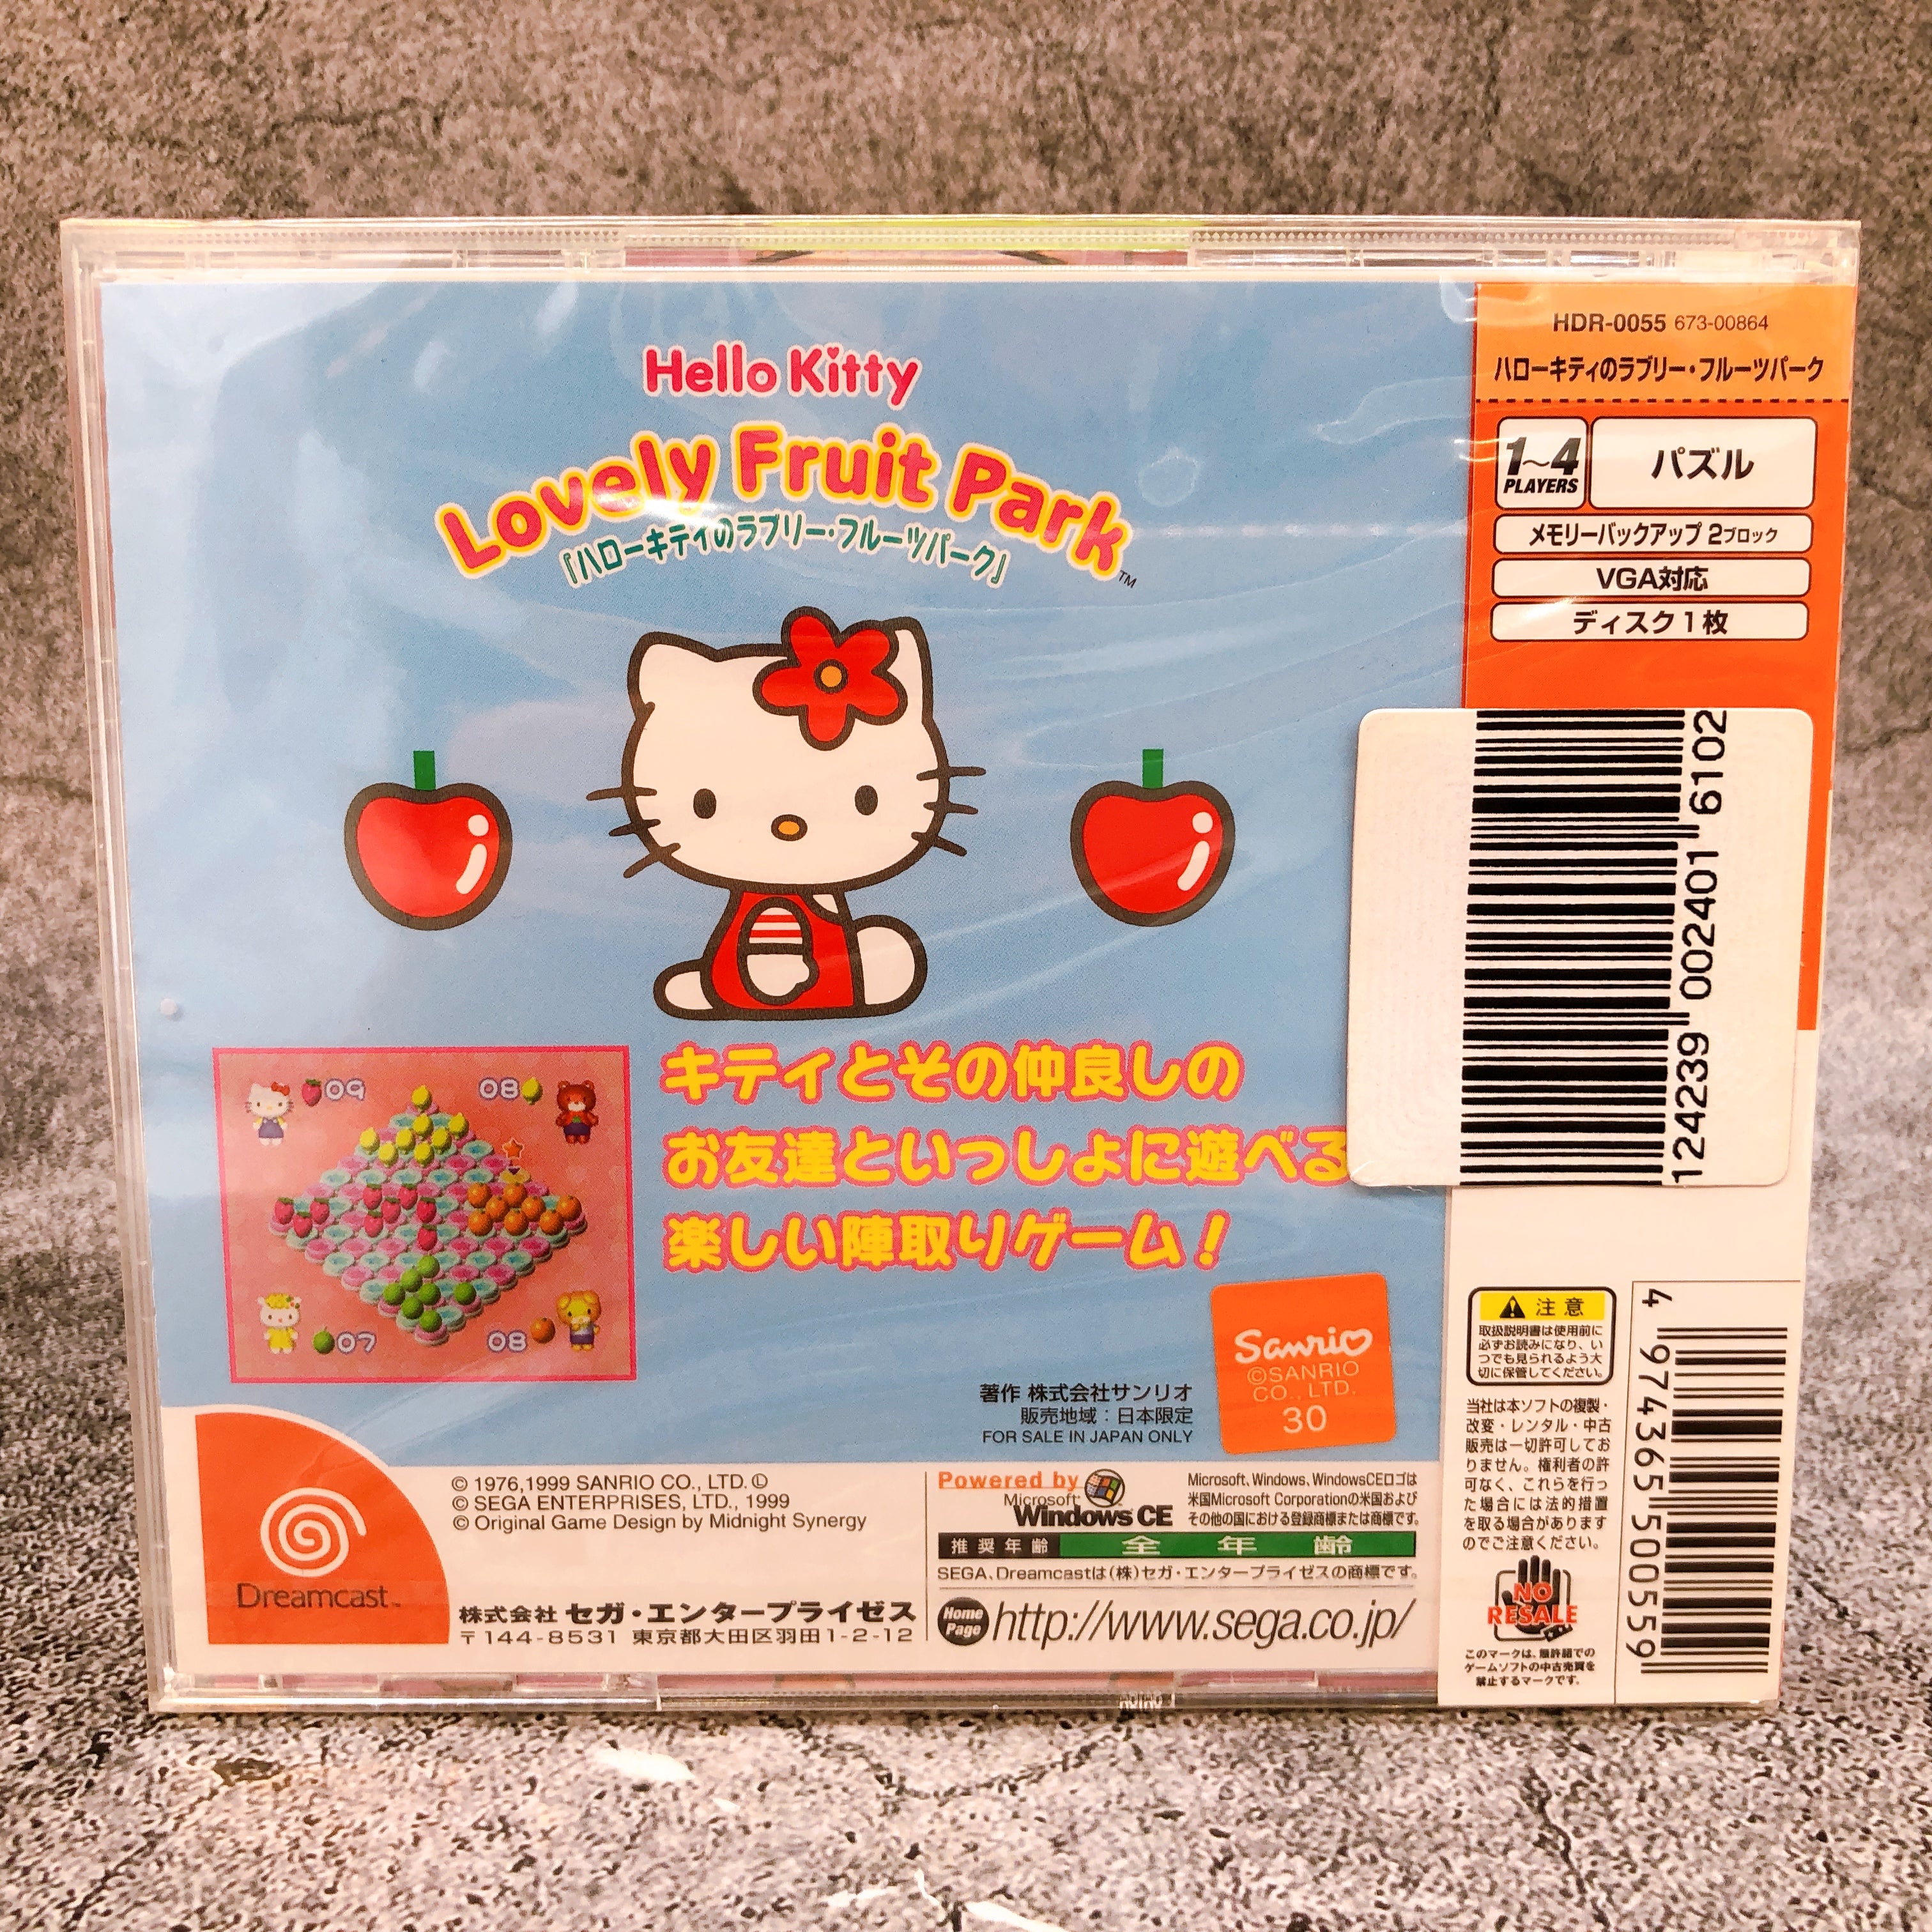 Hello Kitty
Lovely Fruit Park™
『ハローキティのラブリー・フルーツパーク』
09
08
07
08
キティとその仲良しの
お友達といっしょに遊べる
楽しい陣取りゲーム！
Sanrio
©SANRIO
CO., LTD.
30
著作 株式会社サンリオ
販売地域：日本限定
FOR SALE IN JAPAN ONLY
Dreamcast™
© 1976,1999 SANRIO CO., LTD. Ⓛ
© SEGA ENTERPRISES, LTD., 1999
© Original Game Design by Midnight Synergy
株式会社 セガ・エンタープライゼス
〒144-8531 東京都大田区羽田1-2-12
Powered by
Microsoft®
Windows CE
Microsoft、Windows、WindowsCEロゴは
米国Microsoft Corporationの米国および
その他の国における登録商標または商標です。
推奨年齢 全年齢
SEGA、Dreamcastは(株)セガ・エンタープライゼスの商標です。
Home
Page
http://www.sega.co.jp/
HDR-0055 673-00864
ハローキティのラブリー・フルーツパーク
1~4
PLAYERS
パズル
メモリーバックアップ 2ブロック
VGA対応
ディスク1枚
124239 002401 6102
注意
取扱説明書は使用前に
必ずお読みになり、い
つでも見られるよう大
切に保管してください。
当社は本ソフトの複製・
改変・レンタル・中古
販売は一切許可してお
りません。権利者の許
可なく、これらを行っ
た場合には法的措置
を取る場合があります
のでご注意ください。
NO
RESALE
このマークは、無許諾での
ゲームソフトの中古売買を
禁止するマークです。
4 974365 500559